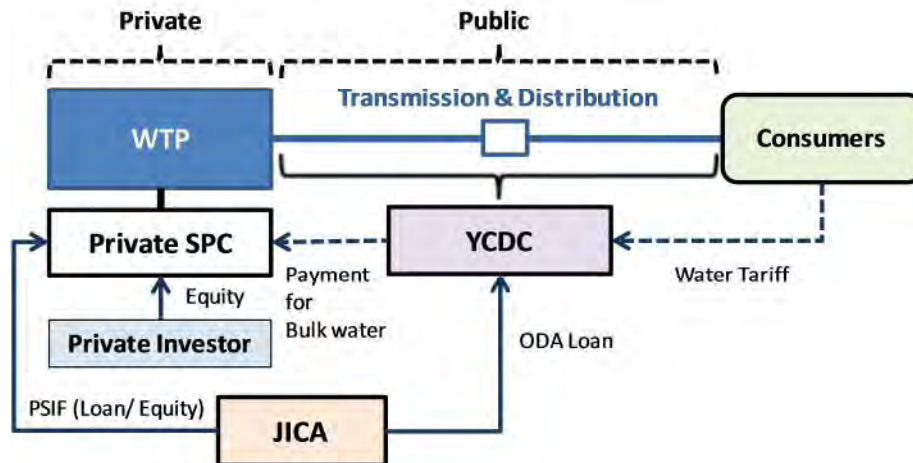 Private
Public
Transmission & Distribution
WTP
Consumers
Private SPC
YCDC
Payment
for
Bulk water
Water Tariff
Equity
Private Investor
ODA Loan
PSIF (Loan/ Equity)
JICA